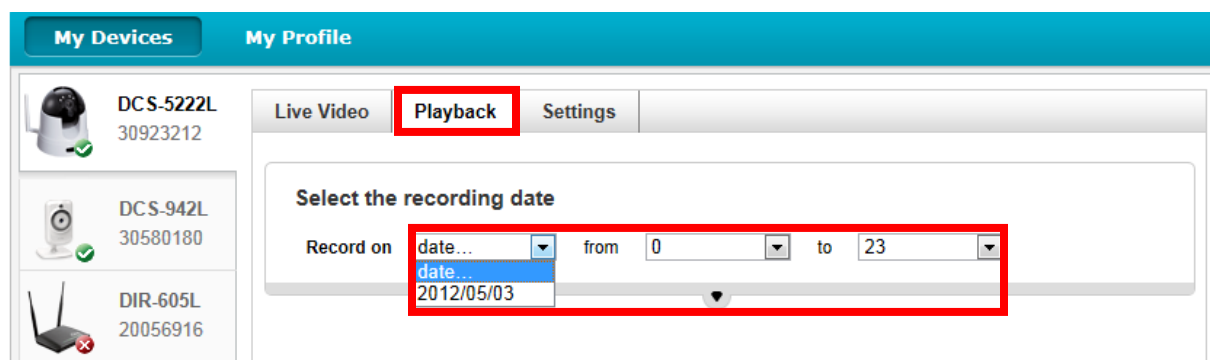 My Devices My Profile
DCS-5222L
30923212
DCS-942L
30580180
DIR-605L
20056916
Live Video Playback Settings
Select the recording date
Record on date... from 0 to 23
date...
2012/05/03